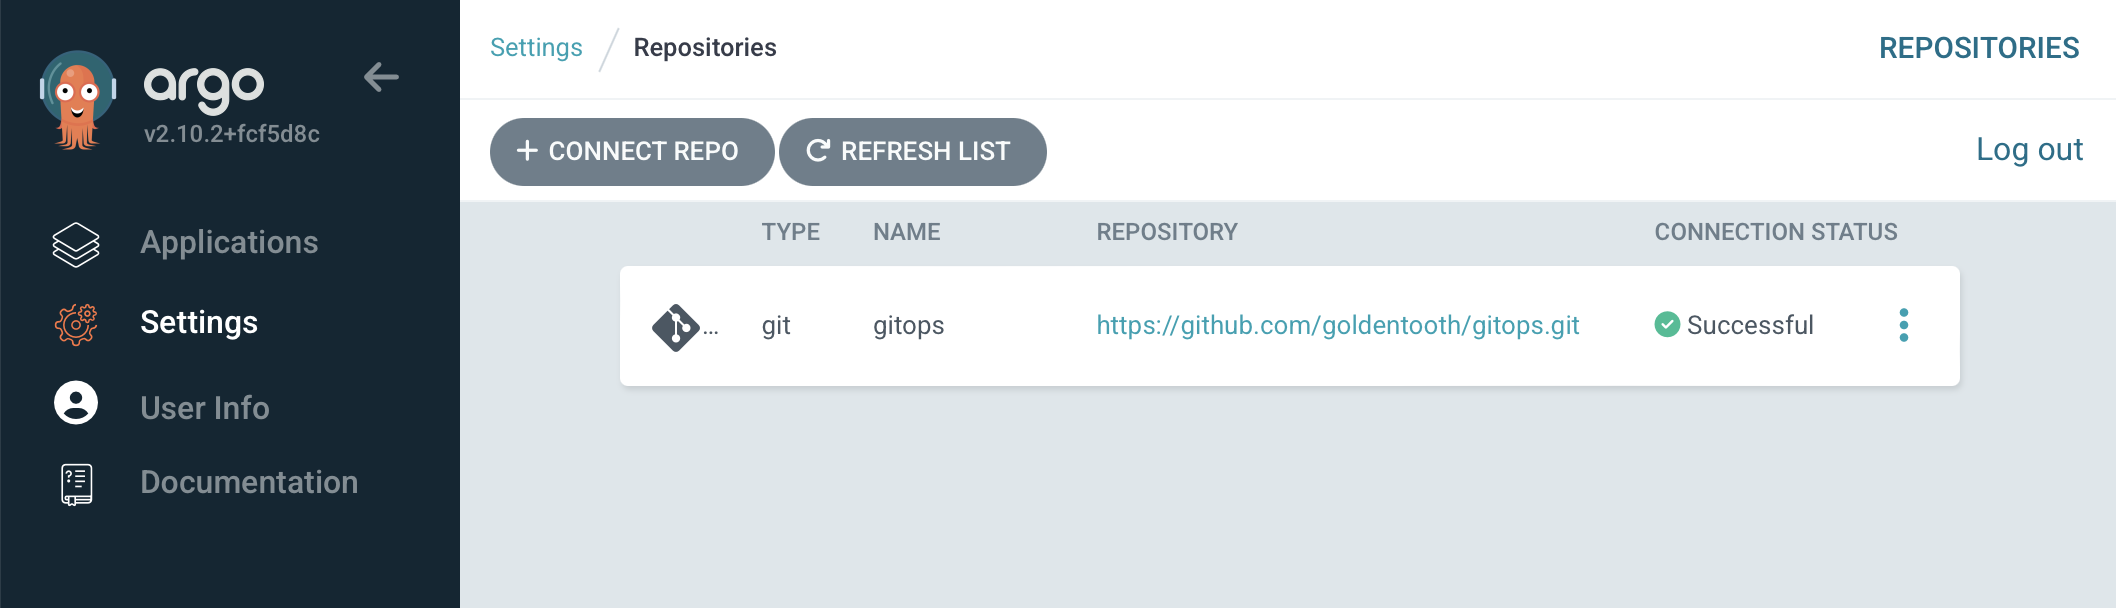 argo
v2.10.2+fcf5d8c
Applications
Settings
User Info
Documentation
Settings / Repositories
REPOSITORIES
+ CONNECT REPO
REFRESH LIST
Log out
TYPE NAME REPOSITORY CONNECTION STATUS
... git gitops https://github.com/goldentooth/gitops.git Successful